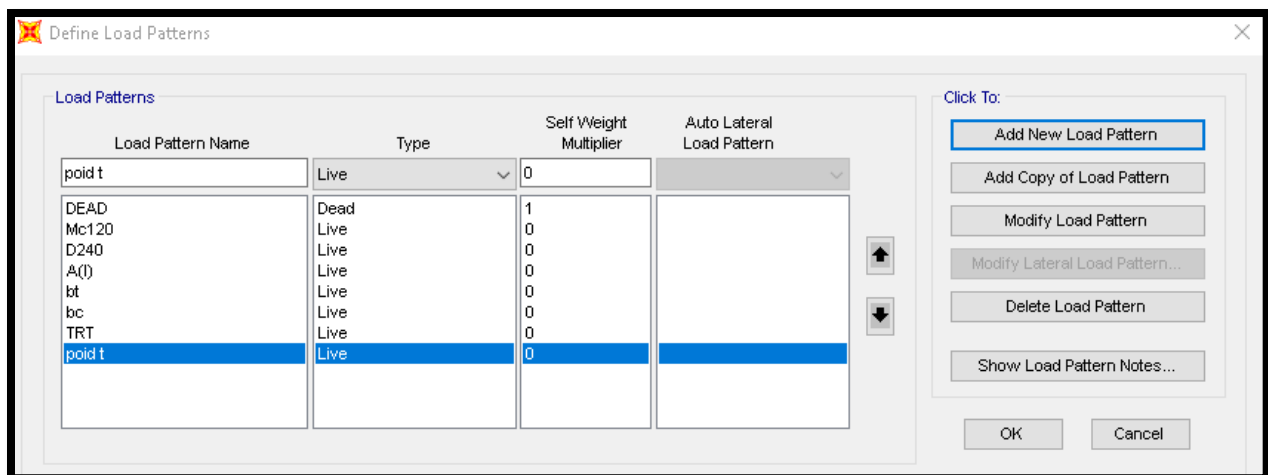 Define Load Patterns
Load Patterns
Load Pattern Name Type Self Weight Multiplier Auto Lateral Load Pattern
poid t Live 0
DEAD Dead 1
Mc120 Live 0
D240 Live 0
A(l) Live 0
bt Live 0
bc Live 0
TRT Live 0
poid t Live 0
Click To:
Add New Load Pattern
Add Copy of Load Pattern
Modify Load Pattern
Modify Lateral Load Pattern...
Delete Load Pattern
Show Load Pattern Notes...
OK Cancel